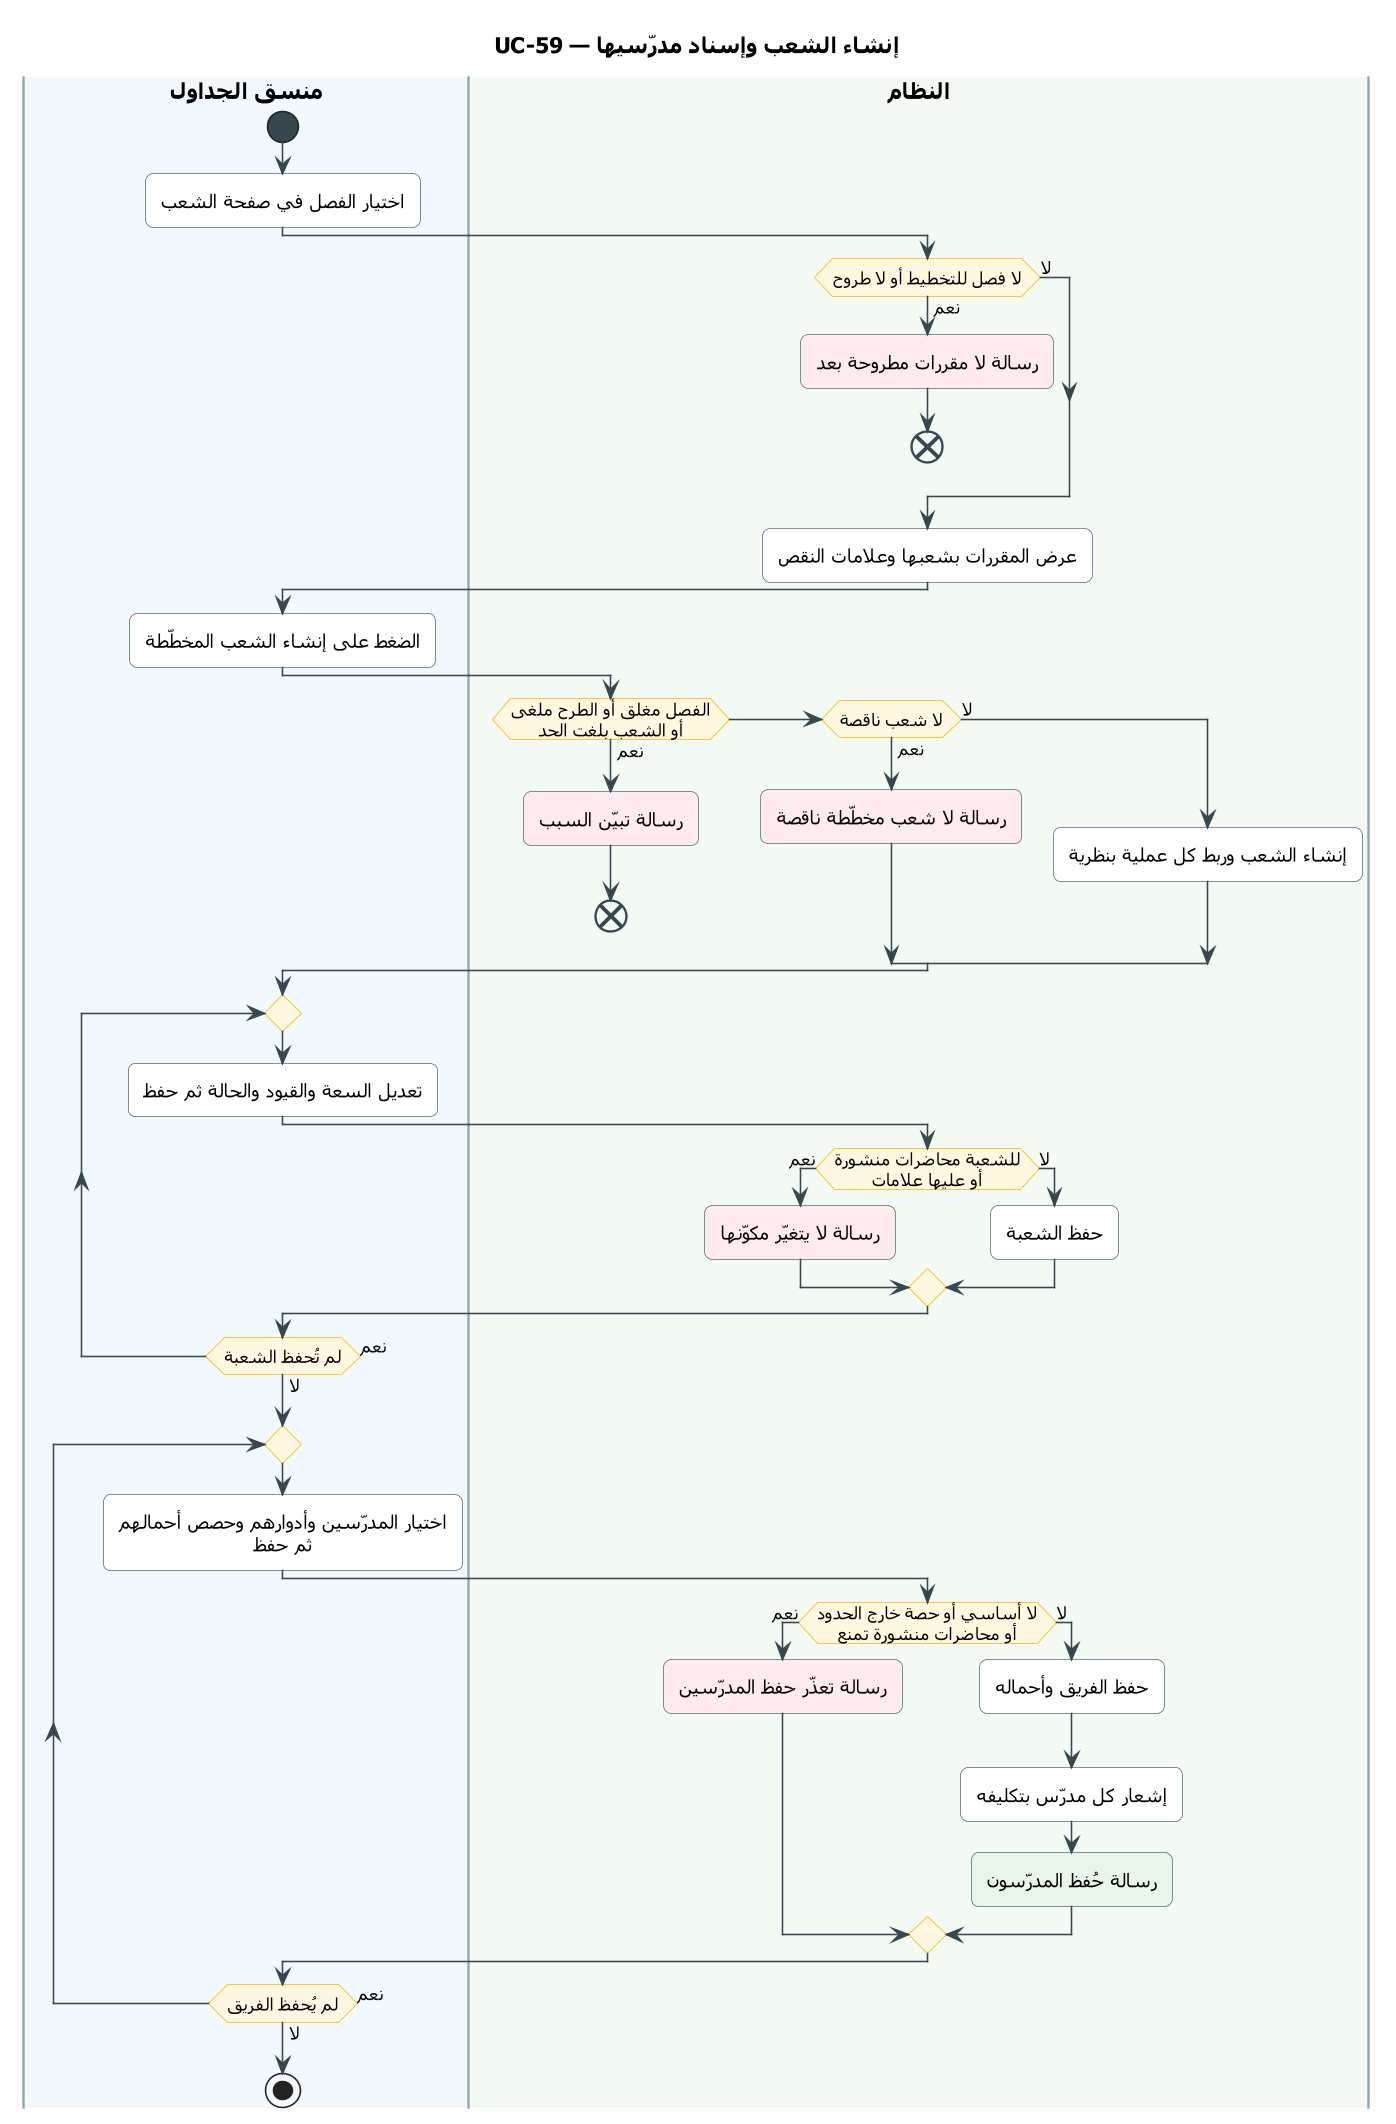 UC-59 — إنشاء الشعب وإسناد مدرّسيها
منسق الجداول
النظام
اختيار الفصل في صفحة الشعب
لا فصل للتخطيط أو لا طروح
لا
نعم
رسالة لا مقررات مطروحة بعد
عرض المقررات بشعبها وعلامات النقص
الضغط على إنشاء الشعب المخطّطة
الفصل مغلق أو الطرح ملغى
أو الشعب بلغت الحد
نعم
لا شعب ناقصة
لا
نعم
رسالة تبيّن السبب
رسالة لا شعب مخطّطة ناقصة
إنشاء الشعب وربط كل عملية بنظرية
تعديل السعة والقيود والحالة ثم حفظ
للشعبة محاضرات منشورة
أو عليها علامات
نعم
لا
رسالة لا يتغيّر مكوّنها
حفظ الشعبة
لم تُحفظ الشعبة
نعم
لا
اختيار المدرّسين وأدوارهم وحصص أحمالهم
ثم حفظ
لا أساسي أو حصة خارج الحدود
أو محاضرات منشورة تمنع
نعم
لا
رسالة تعذّر حفظ المدرّسين
حفظ الفريق وأحماله
إشعار كل مدرّس بتكليفه
رسالة حُفظ المدرّسون
لم يُحفظ الفريق
نعم
لا